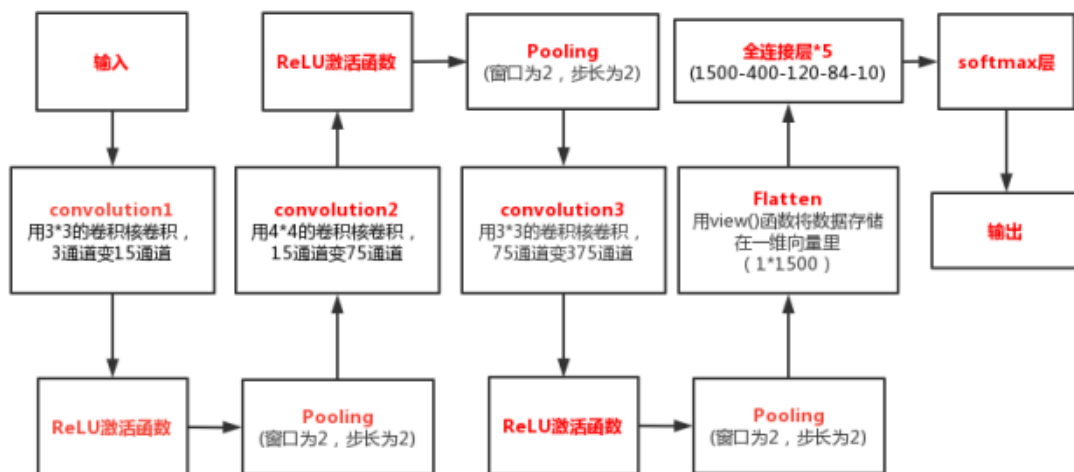 输入
convolution1
用3*3的卷积核卷积，
3通道变15通道
ReLU激活函数
Pooling
(窗口为2，步长为2)
convolution2
用4*4的卷积核卷积，
15通道变75通道
ReLU激活函数
Pooling
(窗口为2，步长为2)
convolution3
用3*3的卷积核卷积，
75通道变375通道
ReLU激活函数
Pooling
(窗口为2，步长为2)
Flatten
用view()函数将数据存储
在一维向量里
（1*1500）
全连接层*5
(1500-400-120-84-10)
softmax层
输出